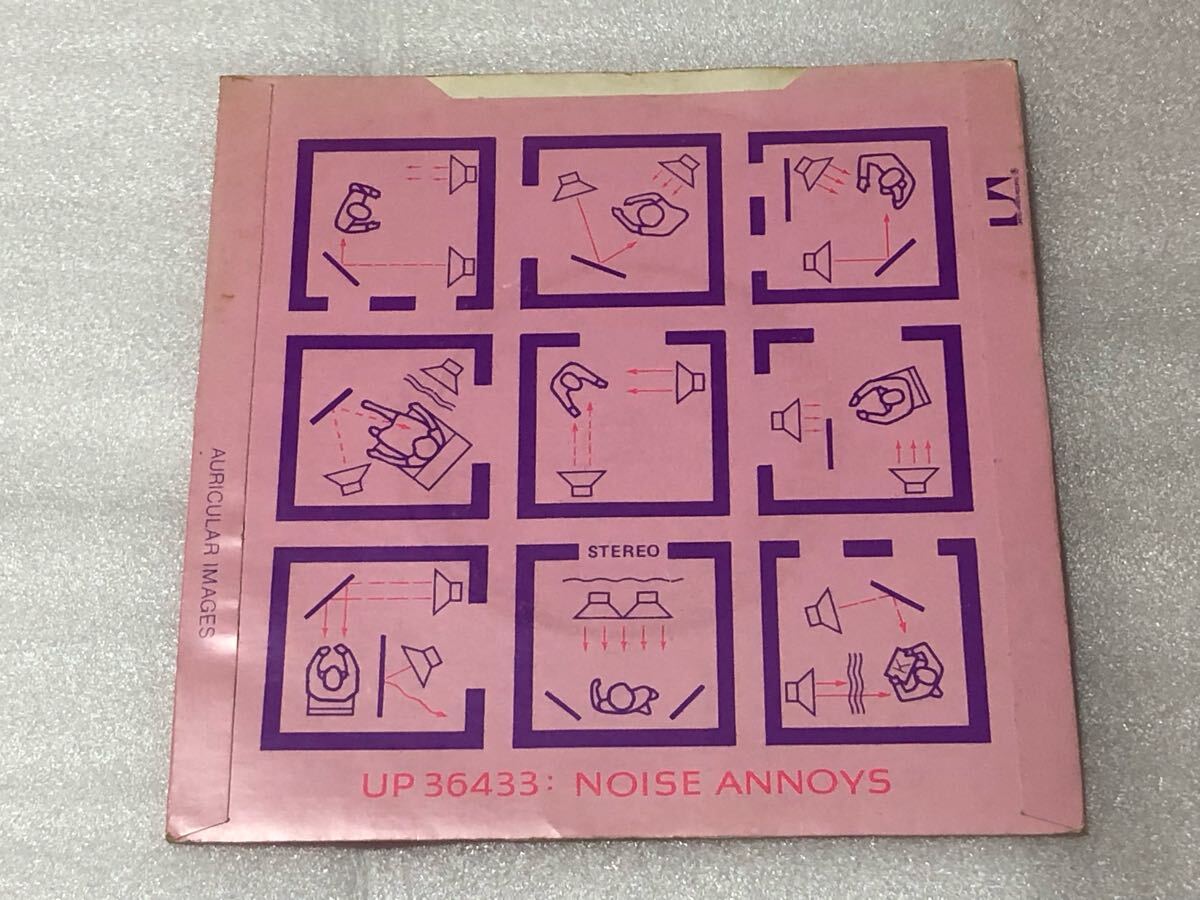 STEREO
AURICULAR IMAGES
UP 36433: NOISE ANNOYS